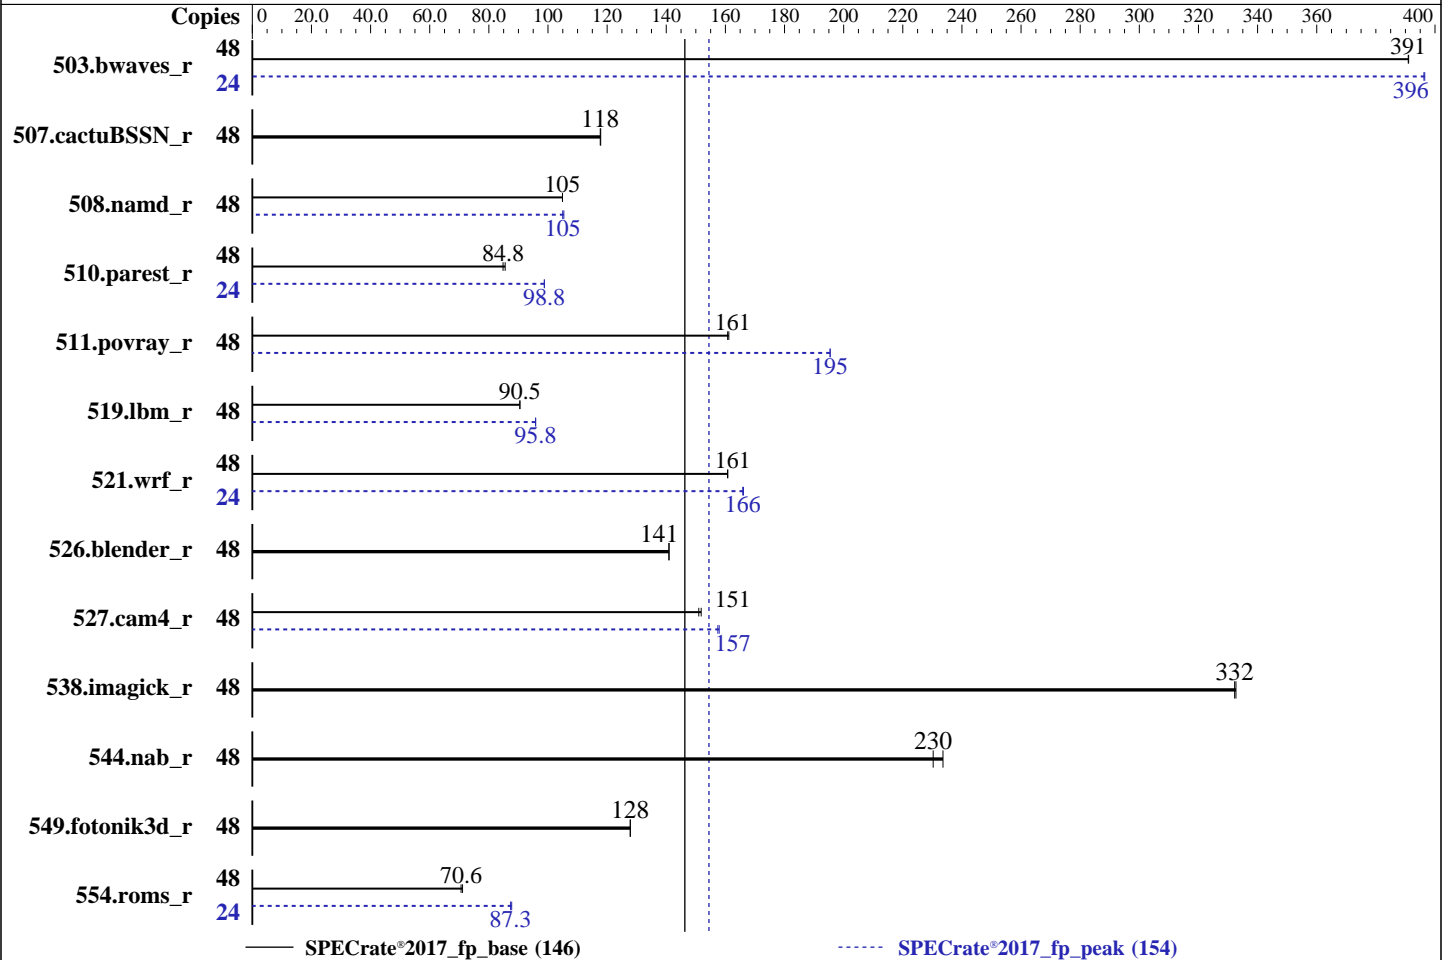 Copies 0 20.0 40.0 60.0 80.0 100 120 140 160 180 200 220 240 260 280 300 320 340 360 400
503.bwaves_r 48 391
24 396
507.cactuBSSN_r 48 118
508.namd_r 48 105
105
510.parest_r 48 84.8
24 98.8
511.povray_r 48 161
195
519.lbm_r 48 90.5
95.8
521.wrf_r 48 161
24 166
526.blender_r 48 141
527.cam4_r 48 151
157
538.imagick_r 48 332
544.nab_r 48 230
549.fotonik3d_r 48 128
554.roms_r 48 70.6
24 87.3
SPECrate®2017_fp_base (146) SPECrate®2017_fp_peak (154)